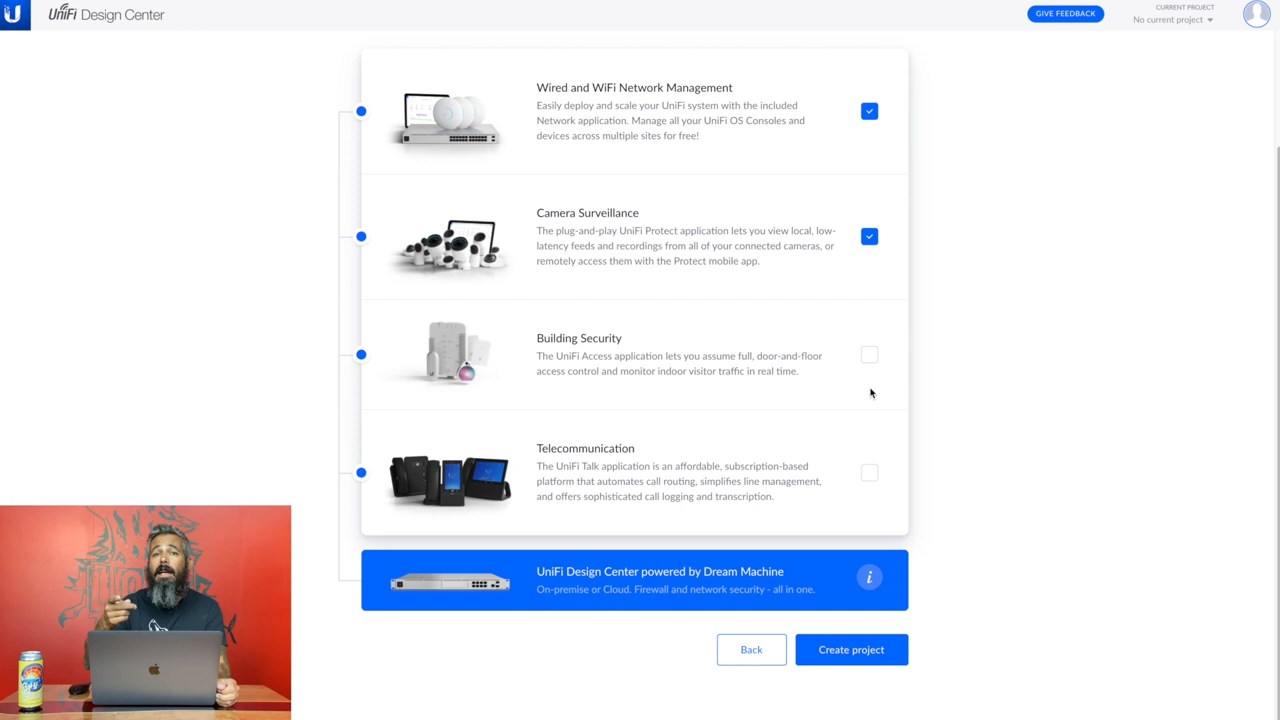 UniFi Design Center
GIVE FEEDBACK
CURRENT PROJECT
No current project
Wired and WiFi Network Management
Easily deploy and scale your UniFi system with the included
Network application. Manage all your UniFi OS Consoles and
devices across multiple sites for free!
Camera Surveillance
The plug-and-play UniFi Protect application lets you view local, low-
latency feeds and recordings from all of your connected cameras, or
remotely access them with the Protect mobile app.
Building Security
The UniFi Access application lets you assume full, door-and-floor
access control and monitor indoor visitor traffic in real time.
Telecommunication
The UniFi Talk application is an affordable, subscription-based
platform that automates call routing, simplifies line management,
and offers sophisticated call logging and transcription.
UniFi Design Center powered by Dream Machine
On-premise or Cloud. Firewall and network security - all in one.
i
Back
Create project